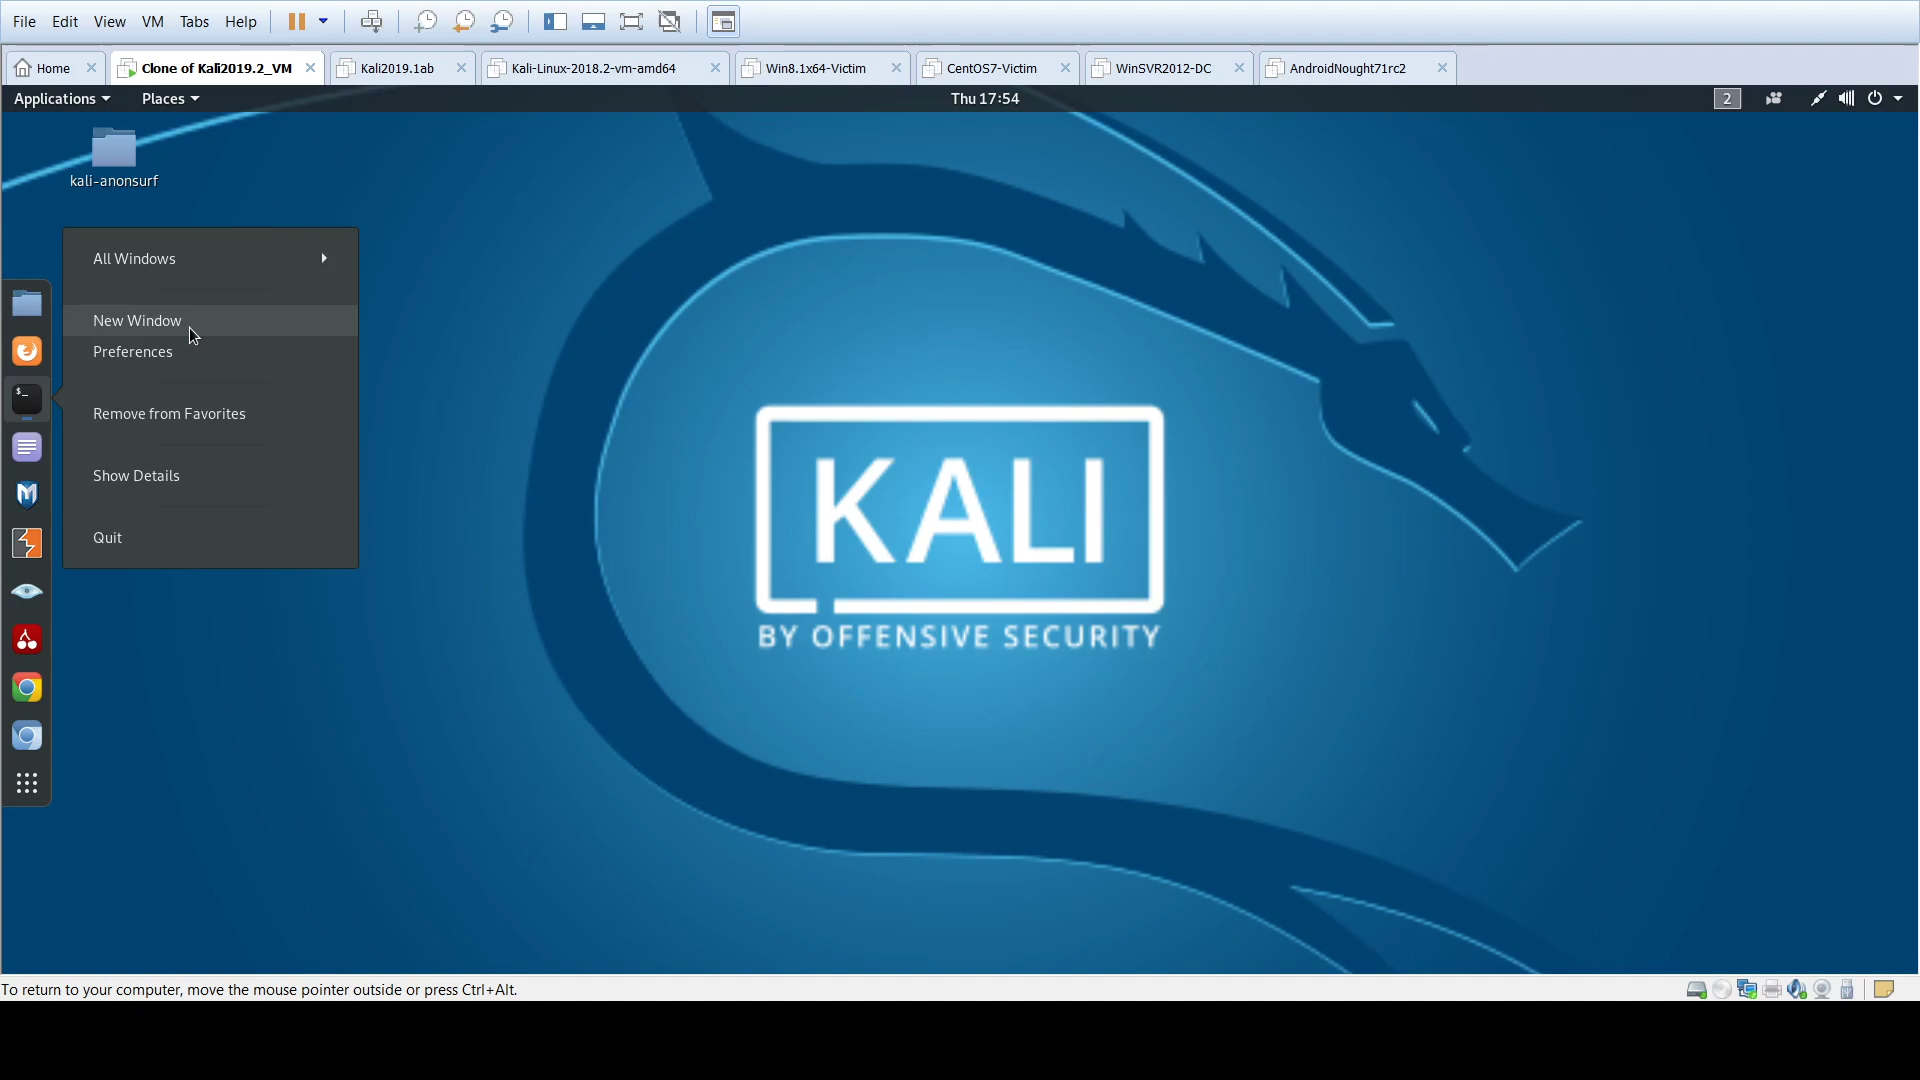 File Edit View VM Tabs Help
Home Clone of Kali2019.2_VM Kali2019.1ab Kali-Linux-2018.2-vm-amd64 Win8.1x64-Victim CentOS7-Victim WinSVR2012-DC AndroidNought71rc2
Applications Places Thu 17:54 2
kali-anonsurf
All Windows
New Window
Preferences
Remove from Favorites
Show Details
Quit
$_
KALI
BY OFFENSIVE SECURITY
To return to your computer, move the mouse pointer outside or press Ctrl+Alt.